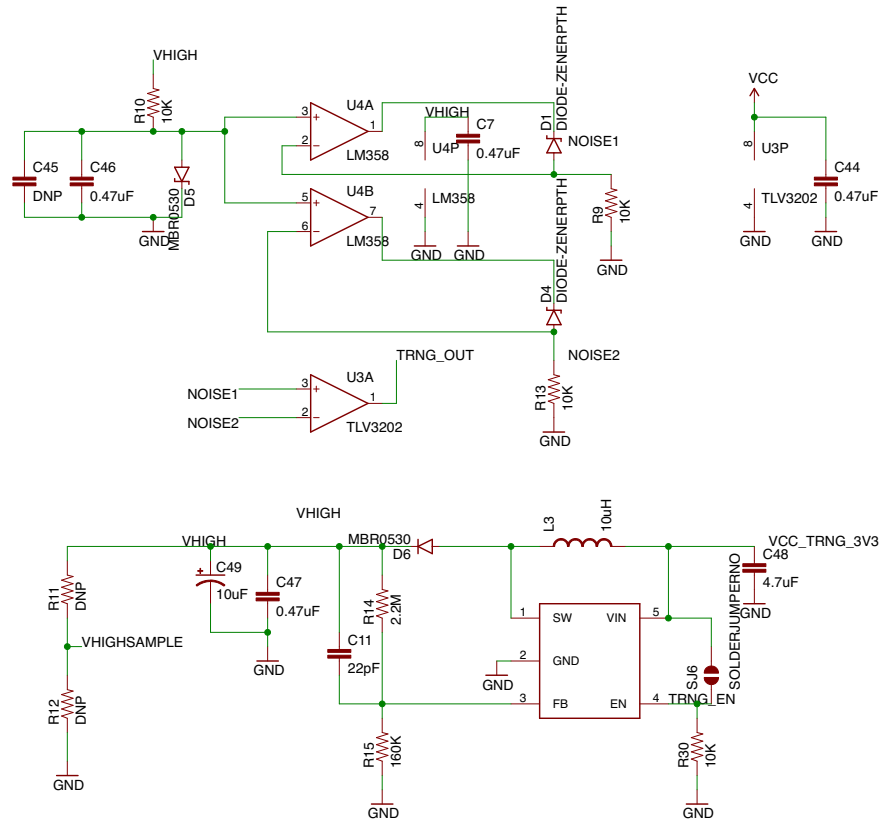 VHIGH
R10
10K
C45
DNP
C46
0.47uF
MBR0530
D5
GND
3
2
1
U4A
LM358
5
6
7
U4B
LM358
VHIGH
8
U4P
4
LM358
C7
0.47uF
GND
GND
D1
DIODE-ZENERPTH
NOISE1
R9
10K
GND
D4
DIODE-ZENERPTH
NOISE2
R13
10K
GND
VCC
8
U3P
4
TLV3202
C44
0.47uF
GND
GND
NOISE1
NOISE2
3
2
1
U3A
TLV3202
TRNG_OUT
VHIGH
VHIGH
R11
DNP
VHIGHSAMPLE
R12
DNP
GND
C49
10uF
C47
0.47uF
GND
C11
22pF
R14
2.2M
R15
160K
GND
MBR0530
D6
L3
10uH
1
SW
2
GND
3
FB
VIN
5
EN
4
GND
VCC_TRNG_3V3
C48
4.7uF
GND
SJ6
SOLDERJUMPERNO
TRNG_EN
R30
10K
GND